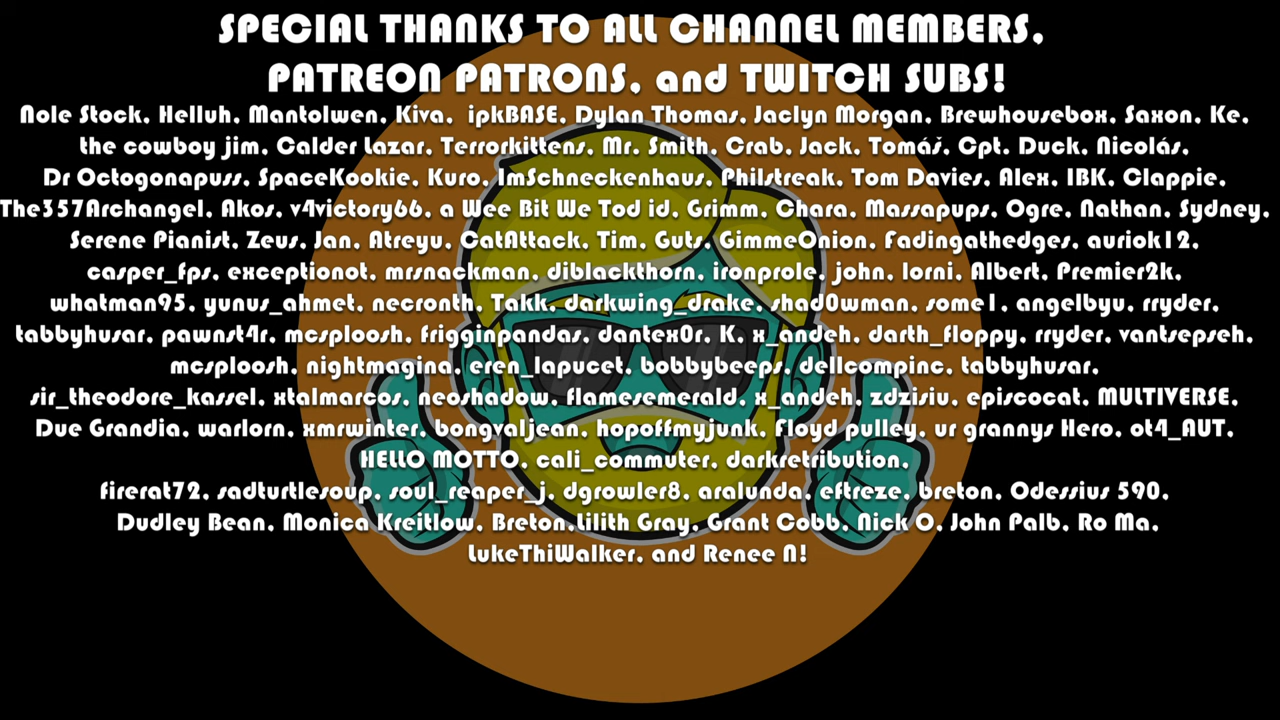 SPECIAL THANKS TO ALL CHANNEL MEMBERS,
PATREON PATRONS, and TWITCH SUBS!
Nole Stock, Helluh, Mantolwen, Kiva, ipkBASE, Dylan Thomas, Jaclyn Morgan, Brewhousebox, Saxon, Ke,
the cowboy jim, Calder Lazar, Terrorkittens, Mr. Smith, Crab, Jack, Tomáš, Cpt. Duck, Nicolás,
Dr Octogonapuss, SpaceKookie, Kuro, ImSchneckenhaus, Philstreak, Tom Davies, Alex, IBK, Clappie,
The357Archangel, Akos, v4victory66, a Wee Bit We Tod id, Grimm, Chara, Massapups, Ogre, Nathan, Sydney,
Serene Pianist, Zeus, Jan, Atreyu, CatAttack, Tim, Guts, GimmeOnion, Fadingathedges, auriok12,
casper_fps, exceptionot, mrsnackman, diblackthorn, ironprole, john, lorni, Albert, Premier2k,
whatman95, yunus_ahmet, necronth, Takk, darkwing_drake, shad0wman, some1, angelbyu, rryder,
tabbyhusar, pawnst4r, mcsploosh, frigginpandas, dantex0r, K, x_andeh, darth_floppy, rryder, vantsepseh,
mcsploosh, nightmagina, eren_lapucet, bobbybeeps, dellcompinc, tabbyhusar,
sir_theodore_kassel, xtalmarcos, neoshadow, flamesemerald, x_andeh, zdzisiu, episcocat, MULTIVERSE,
Due Grandia, warlorn, xmrwinter, bongvaljean, hopoffmyjunk, Floyd pulley, ur grannys Hero, ot4_AUT,
HELLO MOTTO, cali_commuter, darkretribution,
firerat72, sadturtlesoup, soul_reaper_j, dgrowler8, aralunda, eftreze, breton, Odessius 590,
Dudley Bean, Monica Kreitlow, Breton,Lilith Gray, Grant Cobb, Nick O, John Palb, Ro Ma,
LukeThiWalker, and Renee N!